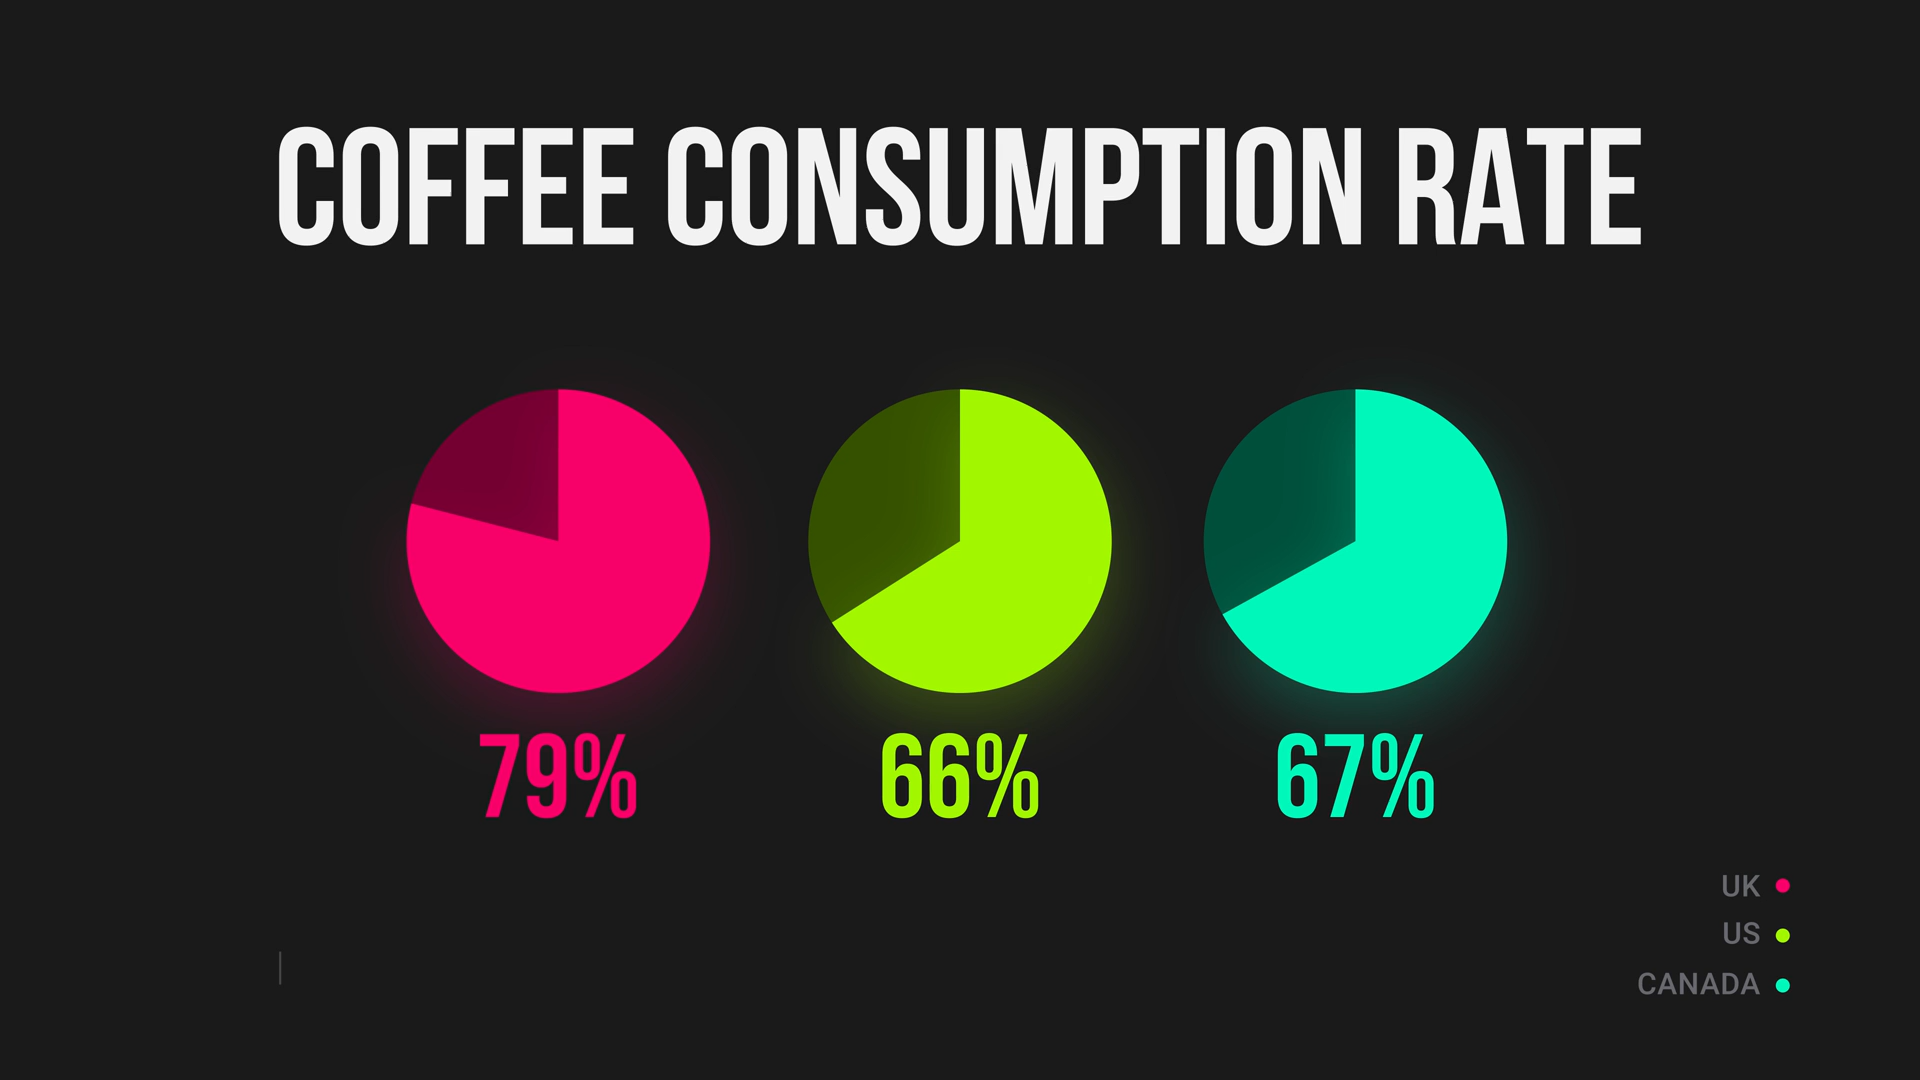 COFFEE CONSUMPTION RATE
79% 66% 67%
UK
US
CANADA